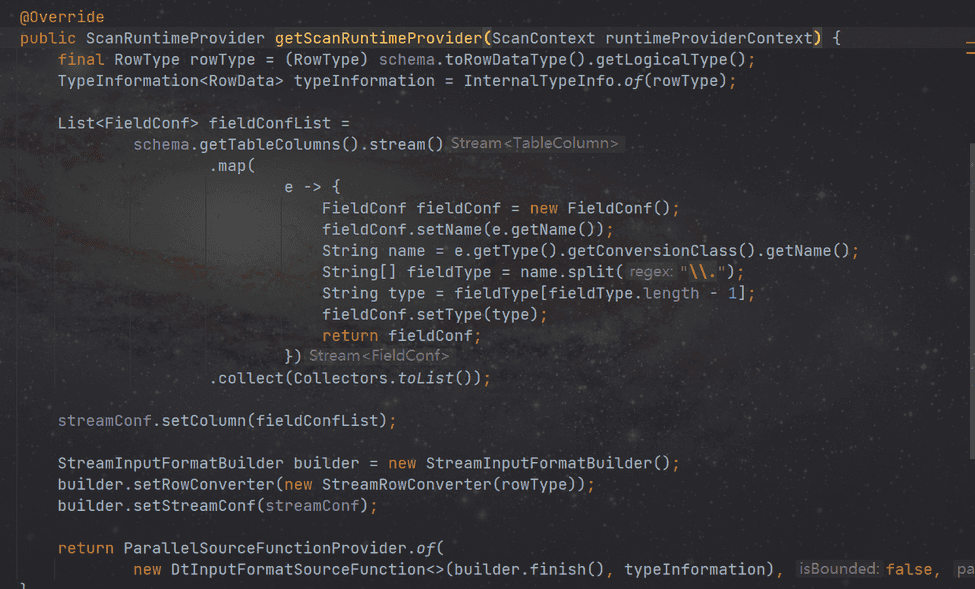 @Override
public ScanRuntimeProvider getScanRuntimeProvider(ScanContext runtimeProviderContext) {
final RowType rowType = (RowType) schema.toRowDataType().getLogicalType();
TypeInformation<RowData> typeInformation = InternalTypeInfo.of(rowType);
List<FieldConf> fieldConfList =
schema.getTableColumns().stream() Stream<TableColumn>
.map(
e -> {
FieldConf fieldConf = new FieldConf();
fieldConf.setName(e.getName());
String name = e.getType().getConversionClass().getName();
String[] fieldType = name.split( regex: "\\.");
String type = fieldType[fieldType.length - 1];
fieldConf.setType(type);
return fieldConf;
}) Stream<FieldConf>
.collect(Collectors.toList());
streamConf.setColumn(fieldConfList);
StreamInputFormatBuilder builder = new StreamInputFormatBuilder();
builder.setRowConverter(new StreamRowConverter(rowType));
builder.setStreamConf(streamConf);
return ParallelSourceFunctionProvider.of(
new DtInputFormatSourceFunction<>(builder.finish(), typeInformation), isBounded: false, pa
}